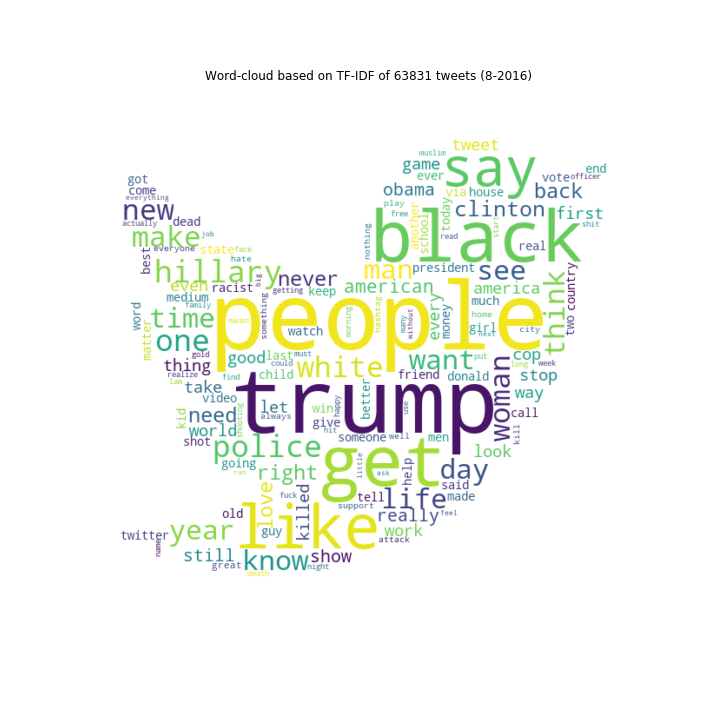 Word-cloud based on TF-IDF of 63831 tweets (8-2016)
muslim
tweet
game
say
end
got
ever
vote
officer
come
obama
via
house
back
everything
play
today
new
free
another
school
clinton
first
shit
actually
dead
black
read
start
make
job
nothing
real
everyone
state
face
best
hate
hillary
man
president
see
think
country
two
racist
big
never
american
america
even
getting
keep
every
much
medium
family
something
people
home
word
time
mean
morning
hashtag
many
without
money
girl
city
matter
one
watch
next
good
last
must
white
want
put
cop
thing
gold
could
long
week
realize
find
child
trump
friend
donald
woman
stop
law
take
better
way
video
let
win
happy
use
kid
need
always
give
call
shooting
world
hit
someone
well
men
kill
shot
police
get
look
going
right
little
help
day
run
ask
said
love
fuck
killed
tell
life
made
old
support
really
feel
year
like
twitter
guy
work
name
attack
still
know
show
great
night
death